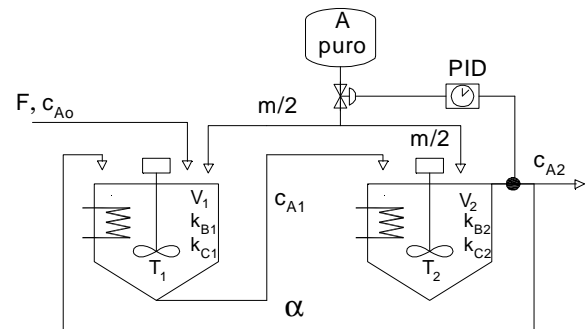 A
puro
PID
F, c_Ao
m/2
m/2
c_A2
c_A1
V_1
k_B1
k_C1
T_1
V_2
k_B2
k_C2
T_2
α